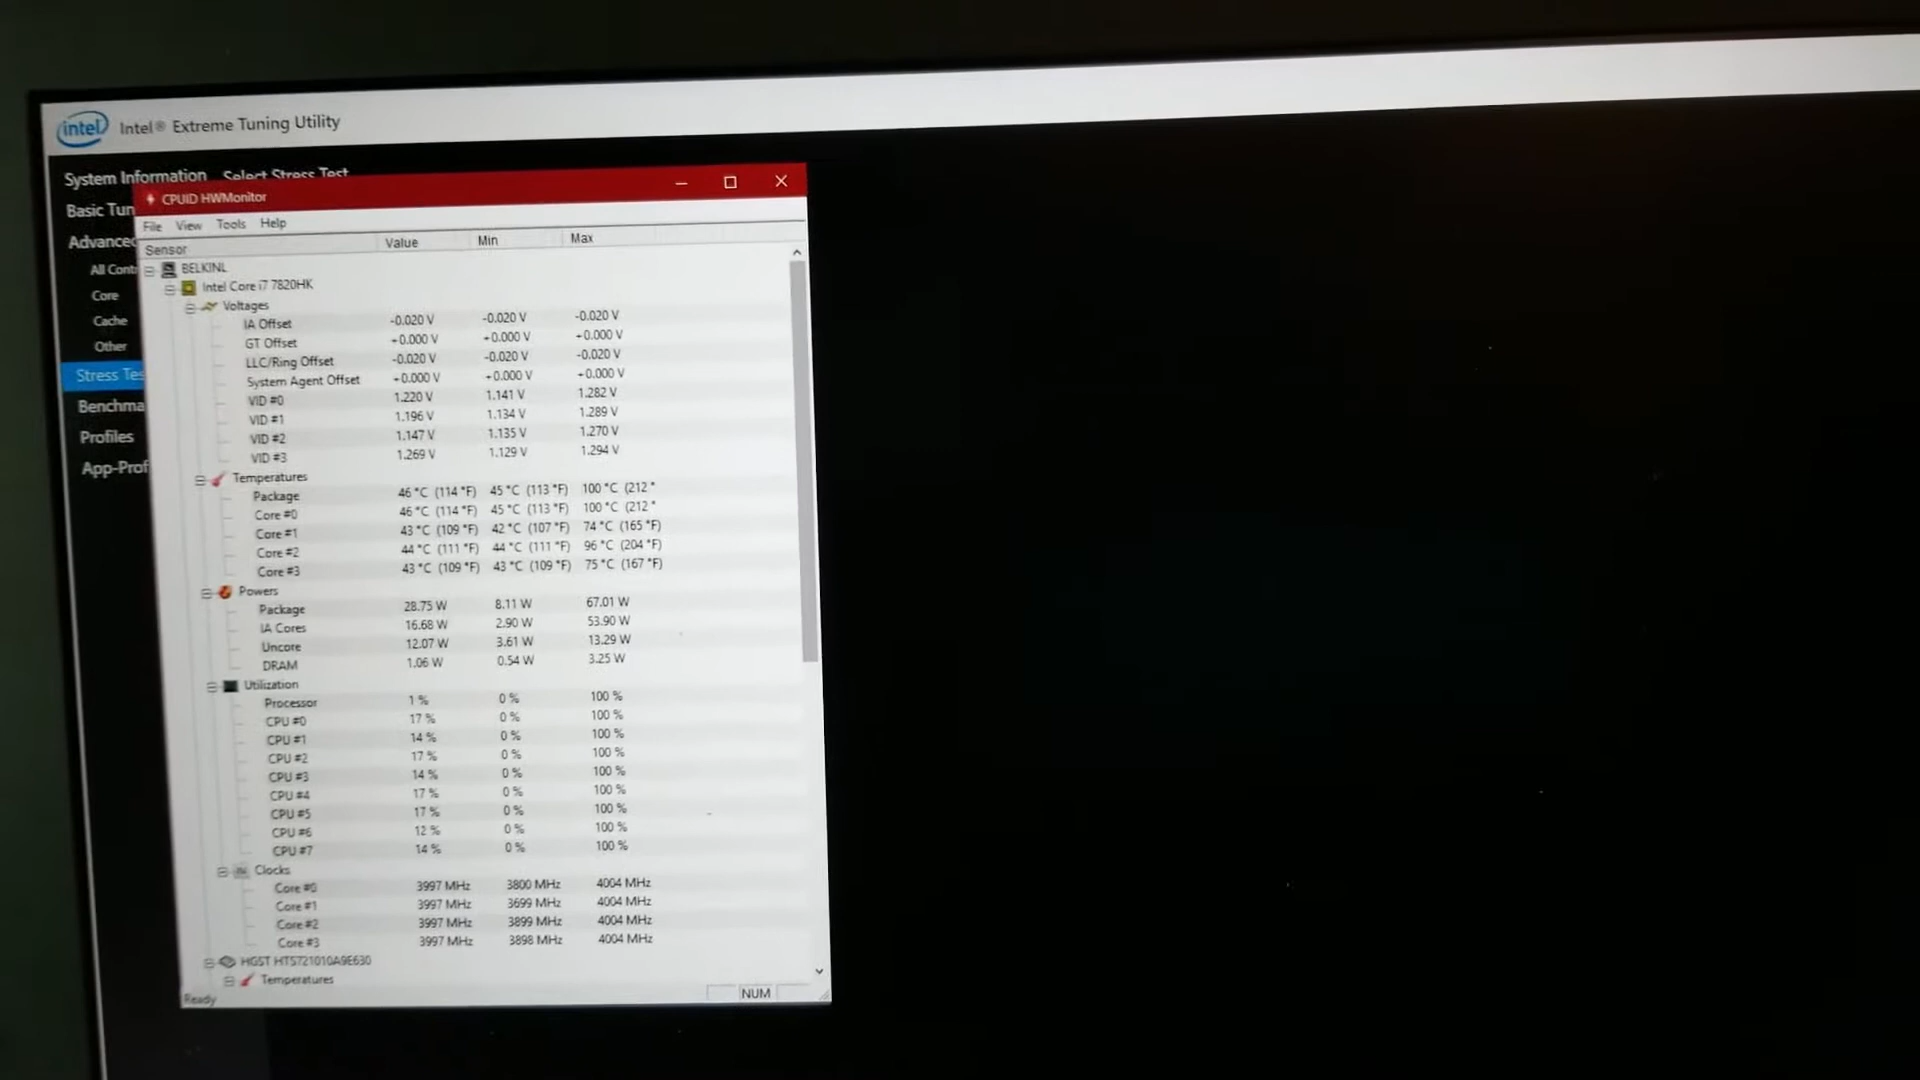 intel Intel® Extreme Tuning Utility
System Information Select Stress Test
Basic Tun
Advanced
All Cont
Core
Cache
Other
Stress Tes
Benchma
Profiles
App-Prof
CPUID HWMonitor
File View Tools Help
Sensor Value Min Max
BELKINL
Intel Core i7 7820HK
Voltages
IA Offset -0.020 V -0.020 V -0.020 V
GT Offset +0.000 V +0.000 V +0.000 V
LLC/Ring Offset -0.020 V -0.020 V -0.020 V
System Agent Offset +0.000 V +0.000 V +0.000 V
VID #0 1.220 V 1.141 V 1.282 V
VID #1 1.196 V 1.134 V 1.289 V
VID #2 1.147 V 1.135 V 1.270 V
VID #3 1.269 V 1.129 V 1.294 V
Temperatures
Package 46 °C (114 °F) 45 °C (113 °F) 100 °C (212 °
Core #0 46 °C (114 °F) 45 °C (113 °F) 100 °C (212 °
Core #1 43 °C (109 °F) 42 °C (107 °F) 74 °C (165 °F)
Core #2 44 °C (111 °F) 44 °C (111 °F) 96 °C (204 °F)
Core #3 43 °C (109 °F) 43 °C (109 °F) 75 °C (167 °F)
Powers
Package 28.75 W 8.11 W 67.01 W
IA Cores 16.68 W 2.90 W 53.90 W
Uncore 12.07 W 3.61 W 13.29 W
DRAM 1.06 W 0.54 W 3.25 W
Utilization
Processor 1 % 0 % 100 %
CPU #0 17 % 0 % 100 %
CPU #1 14 % 0 % 100 %
CPU #2 17 % 0 % 100 %
CPU #3 14 % 0 % 100 %
CPU #4 17 % 0 % 100 %
CPU #5 17 % 0 % 100 %
CPU #6 12 % 0 % 100 %
CPU #7 14 % 0 % 100 %
Clocks
Core #0 3997 MHz 3800 MHz 4004 MHz
Core #1 3997 MHz 3699 MHz 4004 MHz
Core #2 3997 MHz 3899 MHz 4004 MHz
Core #3 3997 MHz 3898 MHz 4004 MHz
HGST HTS721010A9E630
Temperatures
Ready NUM